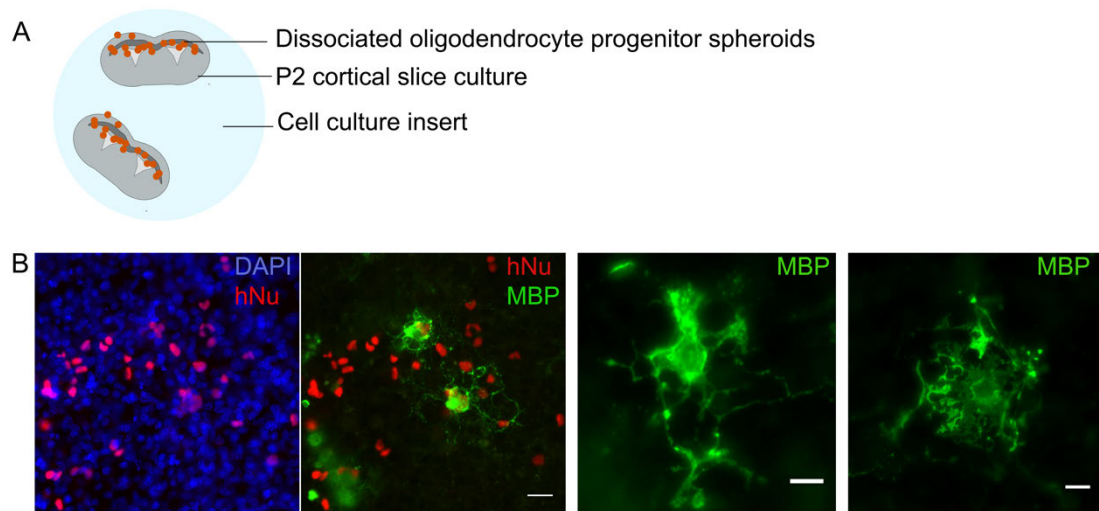 A
Dissociated oligodendrocyte progenitor spheroids
P2 cortical slice culture
Cell culture insert
B
DAPI
hNu
hNu
MBP
MBP
MBP